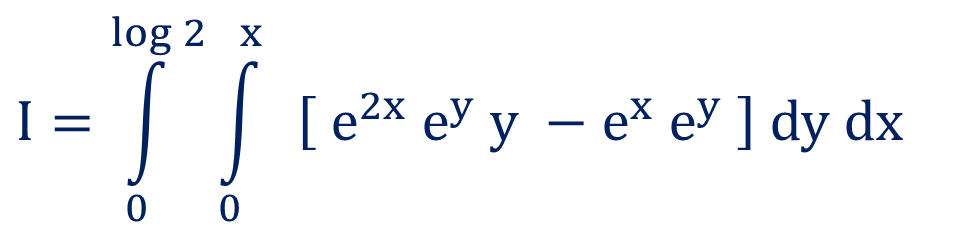 I = ∫₀^{log 2} ∫₀^{x} [ e^{2x} e^{y} y − e^{x} e^{y} ] dy dx